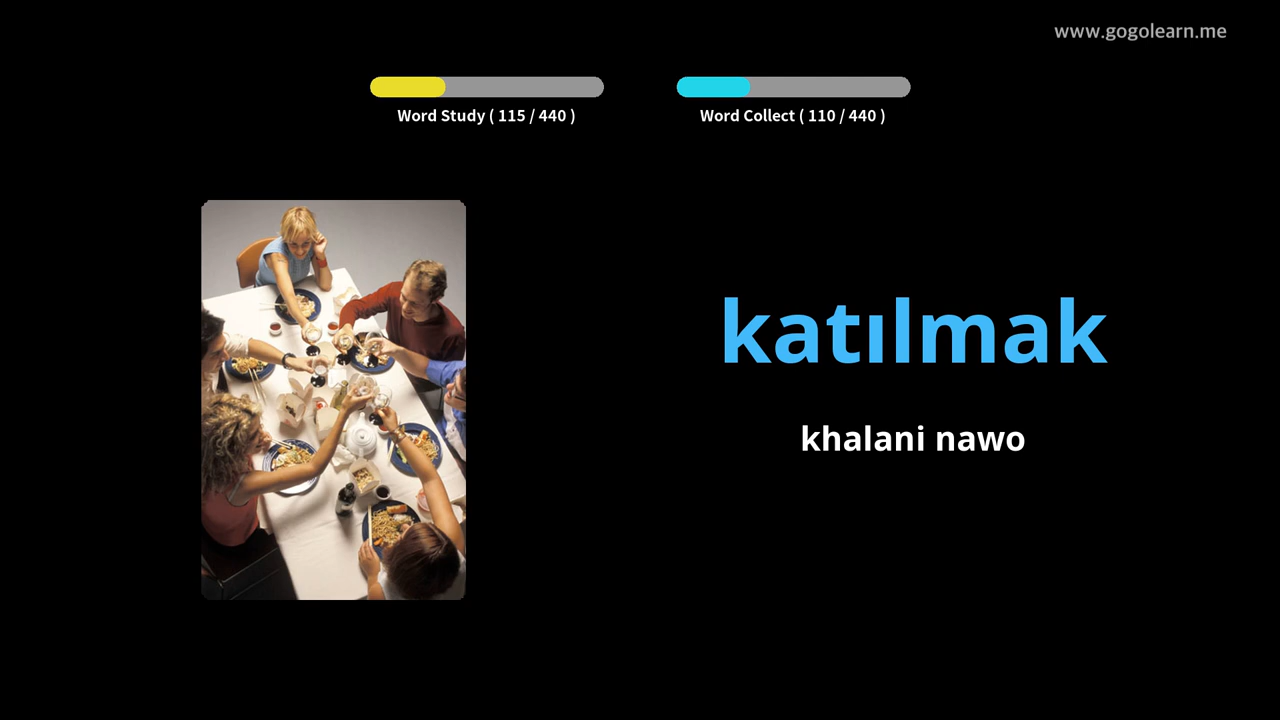 www.gogolearn.me
Word Study ( 115 / 440 )
Word Collect ( 110 / 440 )
katılmak
khalani nawo